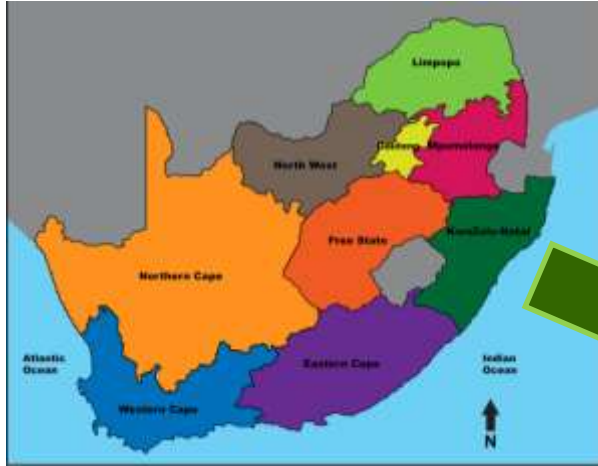 Limpopo
Gauteng
Mpumalanga
North West
Free State
KwaZulu-Natal
Northern Cape
Atlantic
Ocean
Eastern Cape
Indian
Ocean
Western Cape
N